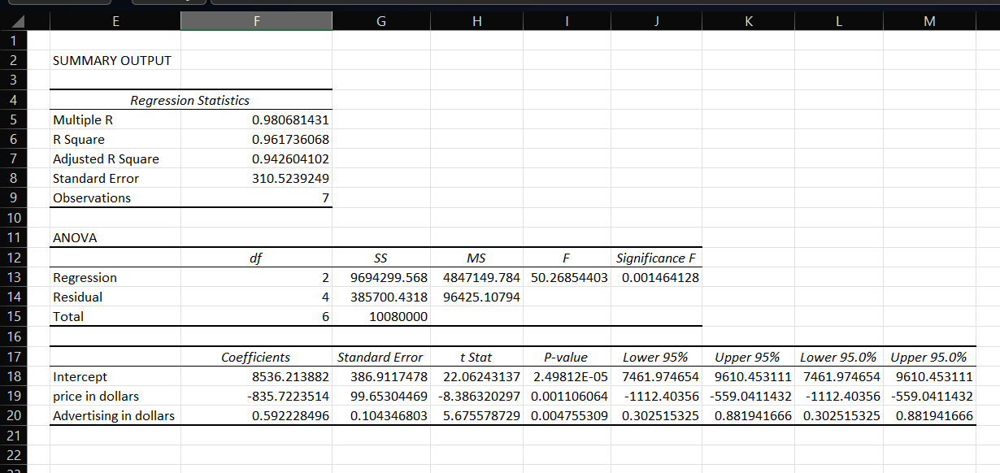 E F G H I J K L M
1
2 SUMMARY OUTPUT
3
4 Regression Statistics
5 Multiple R 0.980681431
6 R Square 0.961736068
7 Adjusted R Square 0.942604102
8 Standard Error 310.5239249
9 Observations 7
10
11 ANOVA
12 df SS MS F Significance F
13 Regression 2 9694299.568 4847149.784 50.26854403 0.001464128
14 Residual 4 385700.4318 96425.10794
15 Total 6 10080000
16
17 Coefficients Standard Error t Stat P-value Lower 95% Upper 95% Lower 95.0% Upper 95.0%
18 Intercept 8536.213882 386.9117478 22.06243137 2.49812E-05 7461.974654 9610.453111 7461.974654 9610.453111
19 price in dollars -835.7223514 99.65304469 -8.386320297 0.001106064 -1112.40356 -559.0411432 -1112.40356 -559.0411432
20 Advertising in dollars 0.592228496 0.104346803 5.675578729 0.004755309 0.302515325 0.881941666 0.302515325 0.881941666
21
22